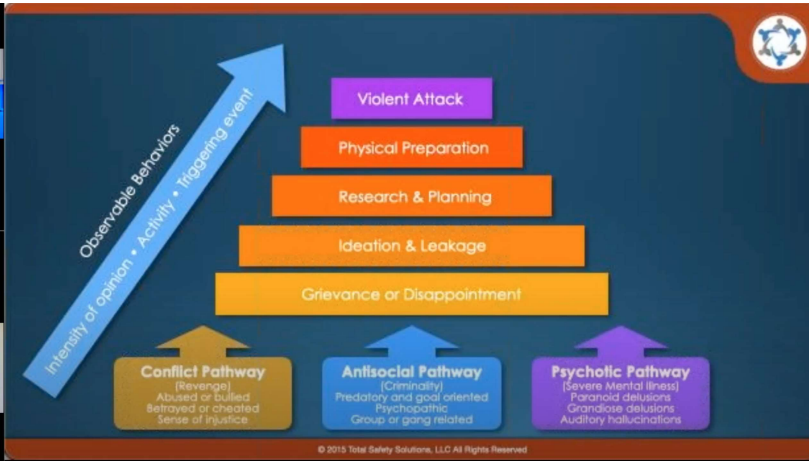 Violent Attack
Physical Preparation
Research & Planning
Ideation & Leakage
Grievance or Disappointment
Observable Behaviors
Intensity of opinion • Activity • Triggering event
Conflict Pathway
(Revenge)
Abused or bullied
Betrayed or cheated
Sense of injustice
Antisocial Pathway
(Criminality)
Predatory and goal oriented
Psychopathic
Group or gang related
Psychotic Pathway
(Severe Mental Illness)
Paranoid delusions
Grandiose delusions
Auditory hallucinations
© 2015 Total Safety Solutions, LLC All Rights Reserved